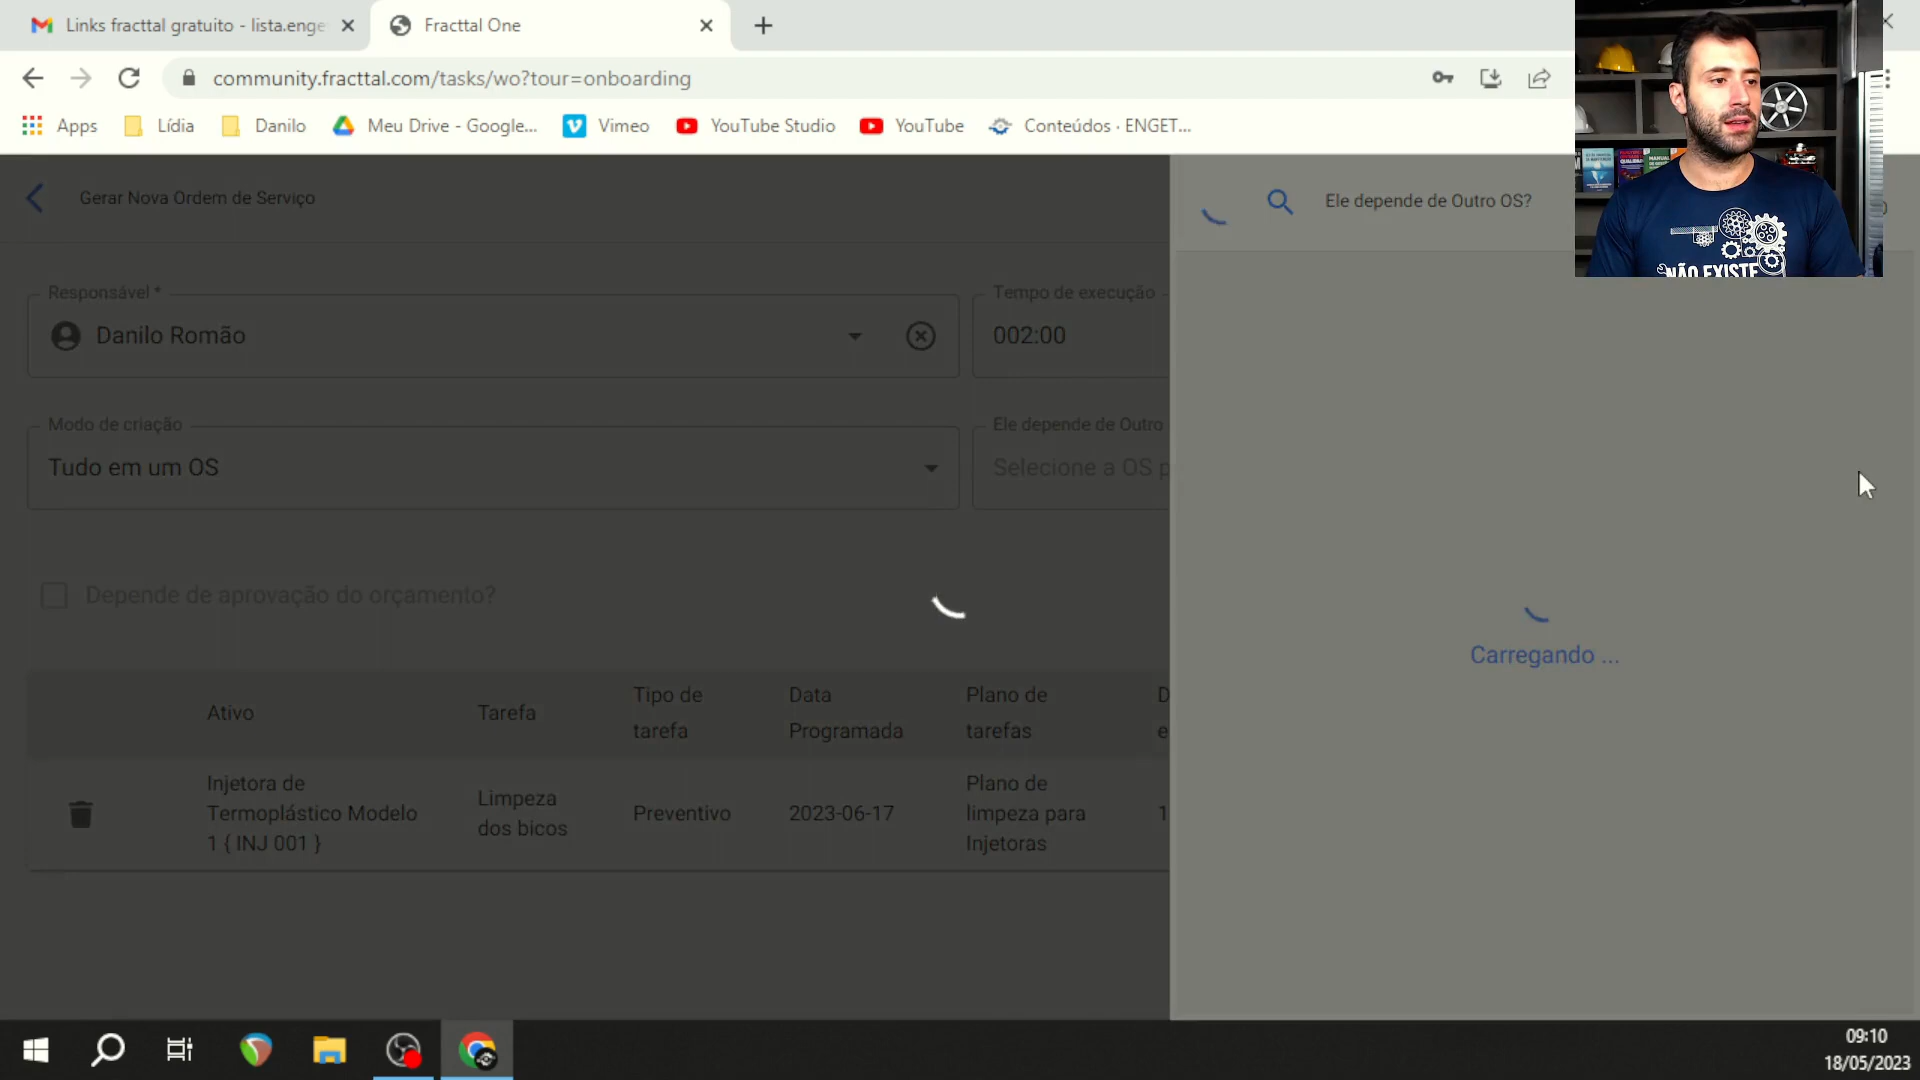 Links fracttal gratuito - lista.enge
Fracttal One
community.fracttal.com/tasks/wo?tour=onboarding
Apps
Lídia
Danilo
Meu Drive - Google...
Vimeo
YouTube Studio
YouTube
Conteúdos · ENGET...
Gerar Nova Ordem de Serviço
Ele depende de Outro OS?
NÃO EXISTE
Responsável *
Danilo Romão
Tempo de execução
002:00
Modo de criação
Tudo em um OS
Ele depende de Outro
Selecione a OS p
Depende de aprovação do orçamento?
Carregando ...
Ativo
Tarefa
Tipo de
tarefa
Data
Programada
Plano de
tarefas
D
e
Injetora de
Termoplástico Modelo
1 { INJ 001 }
Limpeza
dos bicos
Preventivo
2023-06-17
Plano de
limpeza para
Injetoras
1
09:10
18/05/2023